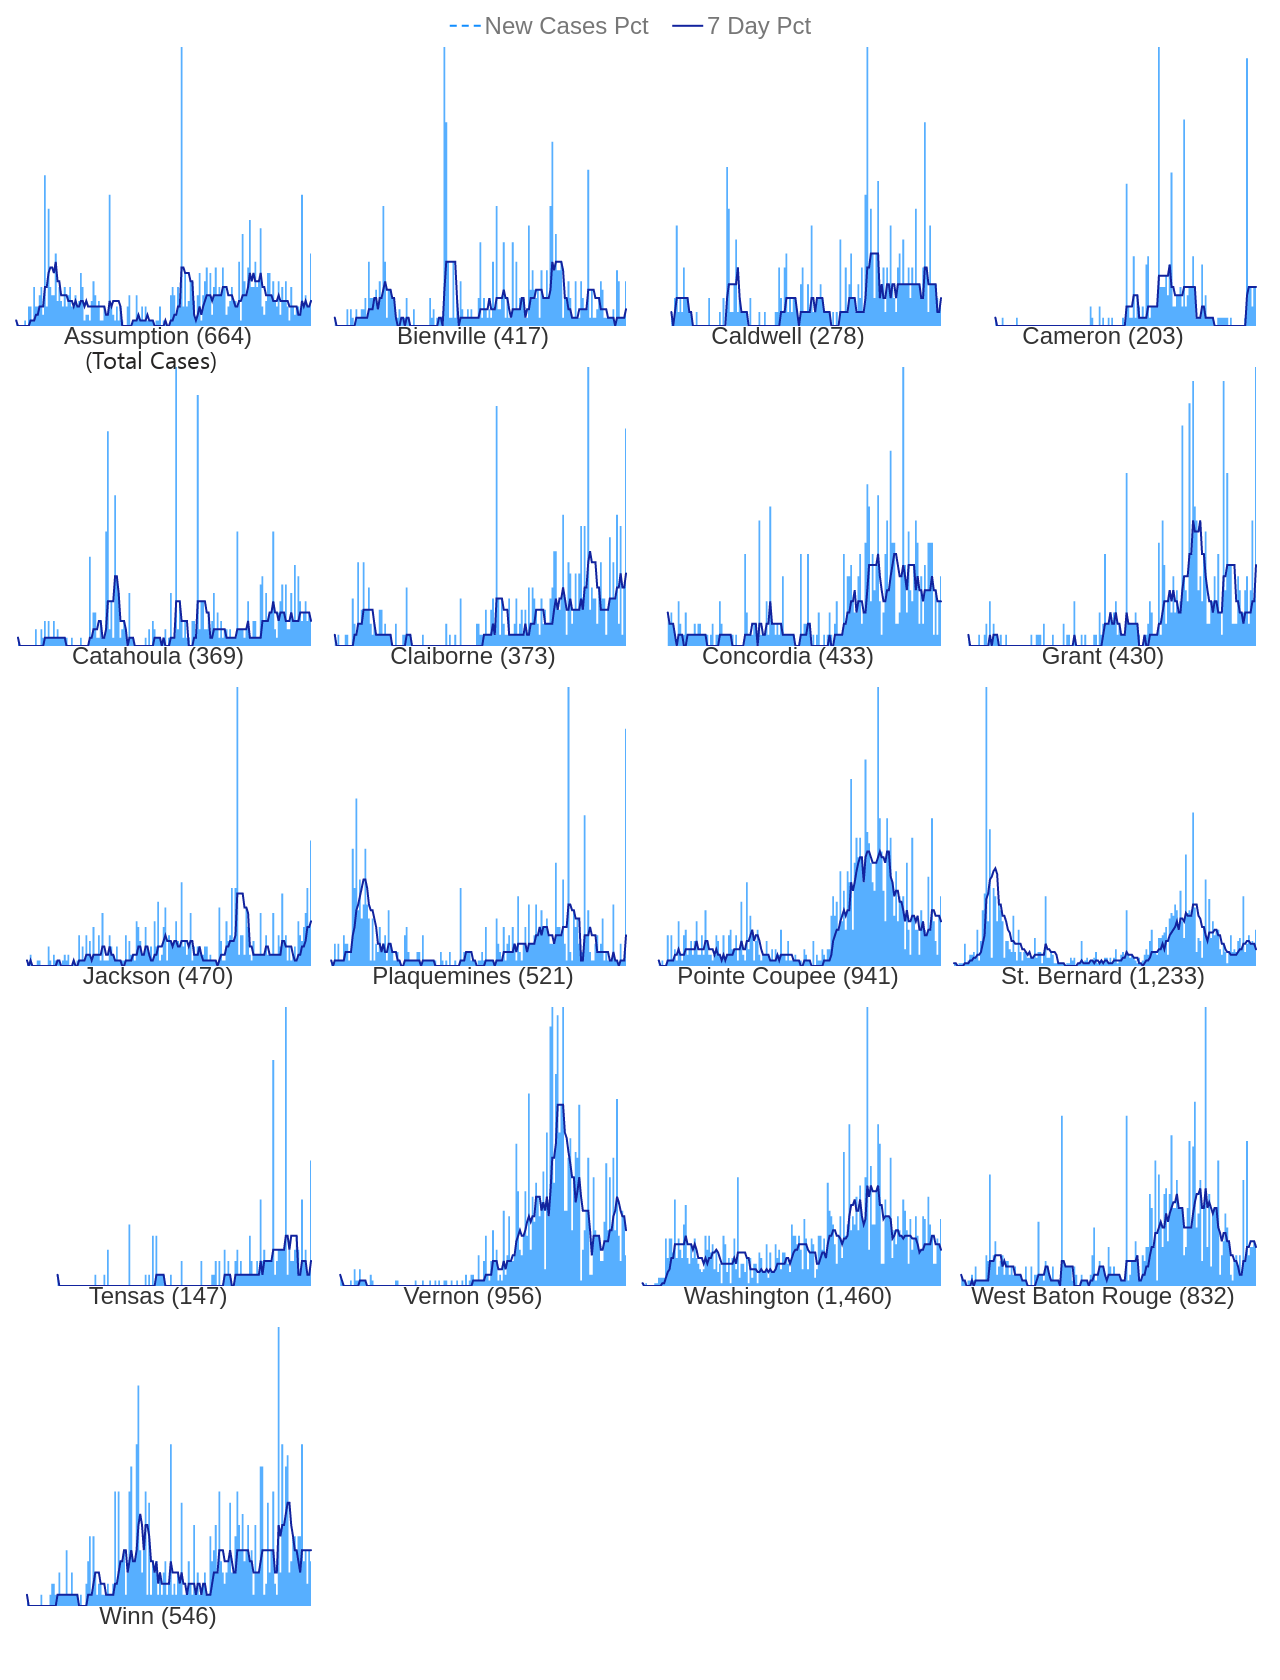 New Cases Pct 7 Day Pct
Assumption (664) Bienville (417) Caldwell (278) Cameron (203)
(Total Cases)
Catahoula (369) Claiborne (373) Concordia (433) Grant (430)
Jackson (470) Plaquemines (521) Pointe Coupee (941) St. Bernard (1,233)
Tensas (147) Vernon (956) Washington (1,460) West Baton Rouge (832)
Winn (546)